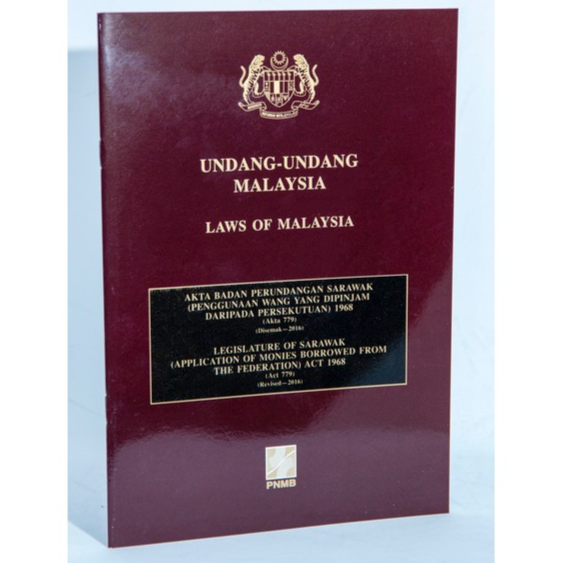 UNDANG-UNDANG
MALAYSIA
LAWS OF MALAYSIA
AKTA BADAN PERUNDANGAN SARAWAK
(PENGGUNAAN WANG YANG DIPINJAM
DARIPADA PERSEKUTUAN) 1968
(Akta 779)
(Disemak—2016)
LEGISLATURE OF SARAWAK
(APPLICATION OF MONIES BORROWED FROM
THE FEDERATION) ACT 1968
(Act 779)
(Revised—2016)
PNMB